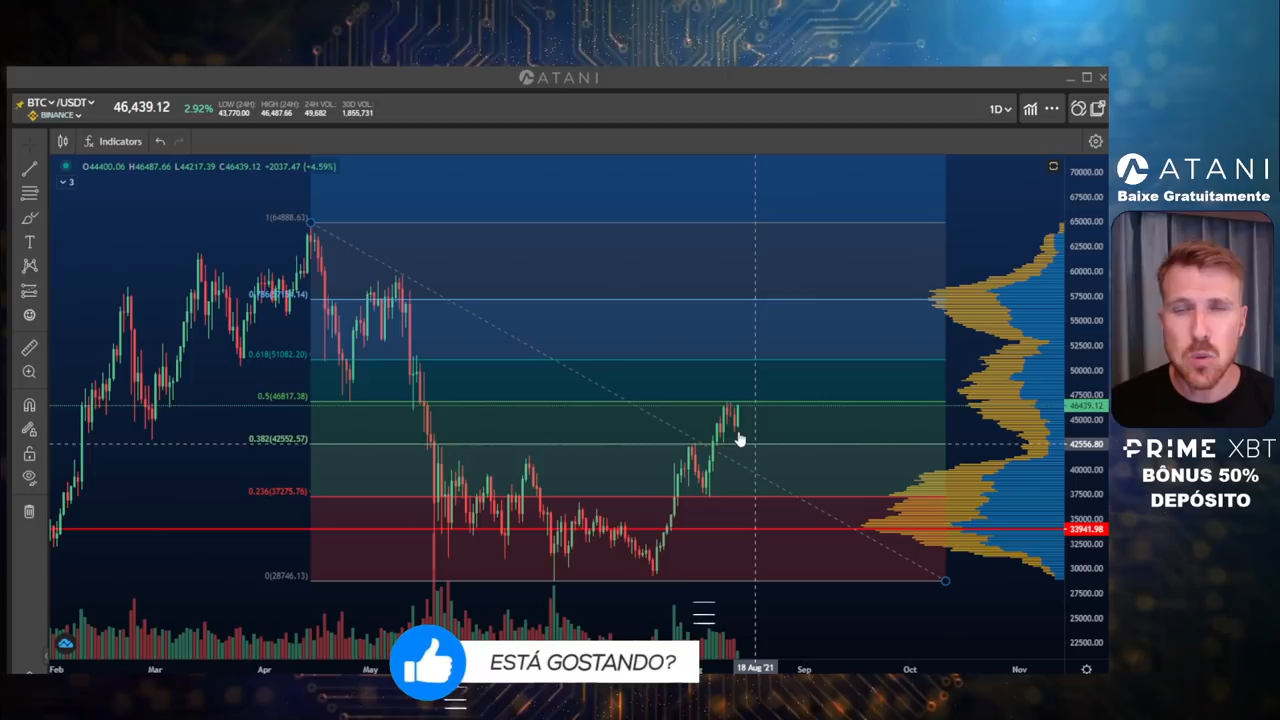 ATANI
BTC /USDT
BINANCE
46,439.12
2.92%
LOW (24H):
43,770.00
HIGH (24H):
46,487.66
24H VOL:
49,682
30D VOL:
1,855,731
1D
Indicators
O44400.06 H46487.66 L44217.39 C46439.12 +2037.47 (+4.59%)
3
1(64888.63)
0.618(51082.20)
0.5(46817.38)
0.382(42552.57)
0.236(37275.76)
0(28746.13)
70000.00
67500.00
65000.00
62500.00
60000.00
57500.00
55000.00
52500.00
50000.00
47500.00
46439.12
45000.00
42556.80
40000.00
37500.00
35000.00
33941.98
32500.00
30000.00
27500.00
25000.00
22500.00
Feb
Mar
Apr
May
18 Aug '21
Sep
Oct
Nov
ESTÁ GOSTANDO?
ATANI
Baixe Gratuitamente
PRIME XBT
BÔNUS 50%
DEPÓSITO